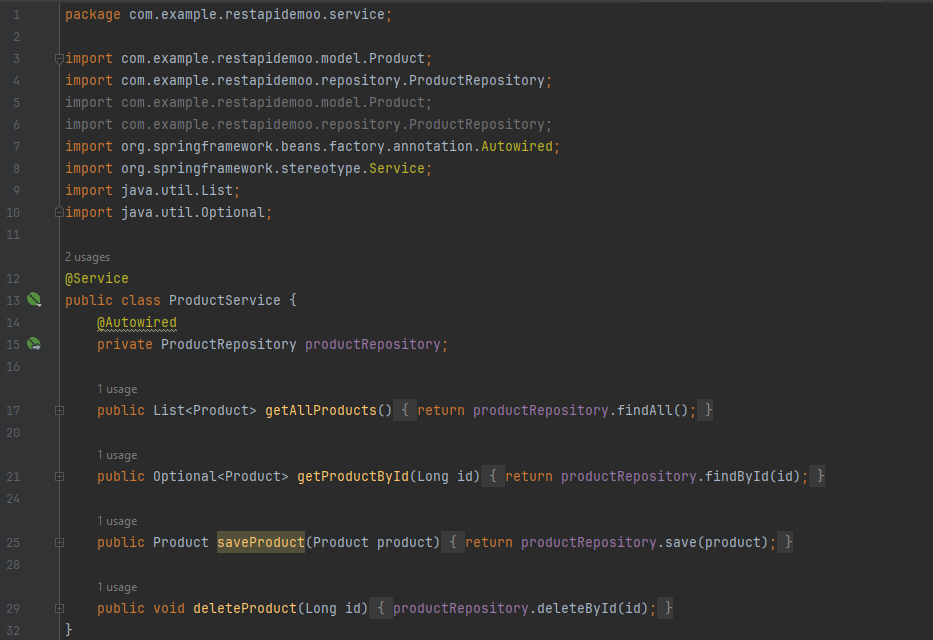 1 package com.example.restapidemoo.service;
2
3 import com.example.restapidemoo.model.Product;
4 import com.example.restapidemoo.repository.ProductRepository;
5 import com.example.restapidemoo.model.Product;
6 import com.example.restapidemoo.repository.ProductRepository;
7 import org.springframework.beans.factory.annotation.Autowired;
8 import org.springframework.stereotype.Service;
9 import java.util.List;
10 import java.util.Optional;
11
2 usages
12 @Service
13 public class ProductService {
14 @Autowired
15 private ProductRepository productRepository;
16
1 usage
17 public List<Product> getAllProducts() { return productRepository.findAll(); }
20
1 usage
21 public Optional<Product> getProductById(Long id) { return productRepository.findById(id); }
24
1 usage
25 public Product saveProduct(Product product) { return productRepository.save(product); }
28
1 usage
29 public void deleteProduct(Long id) { productRepository.deleteById(id); }
32 }